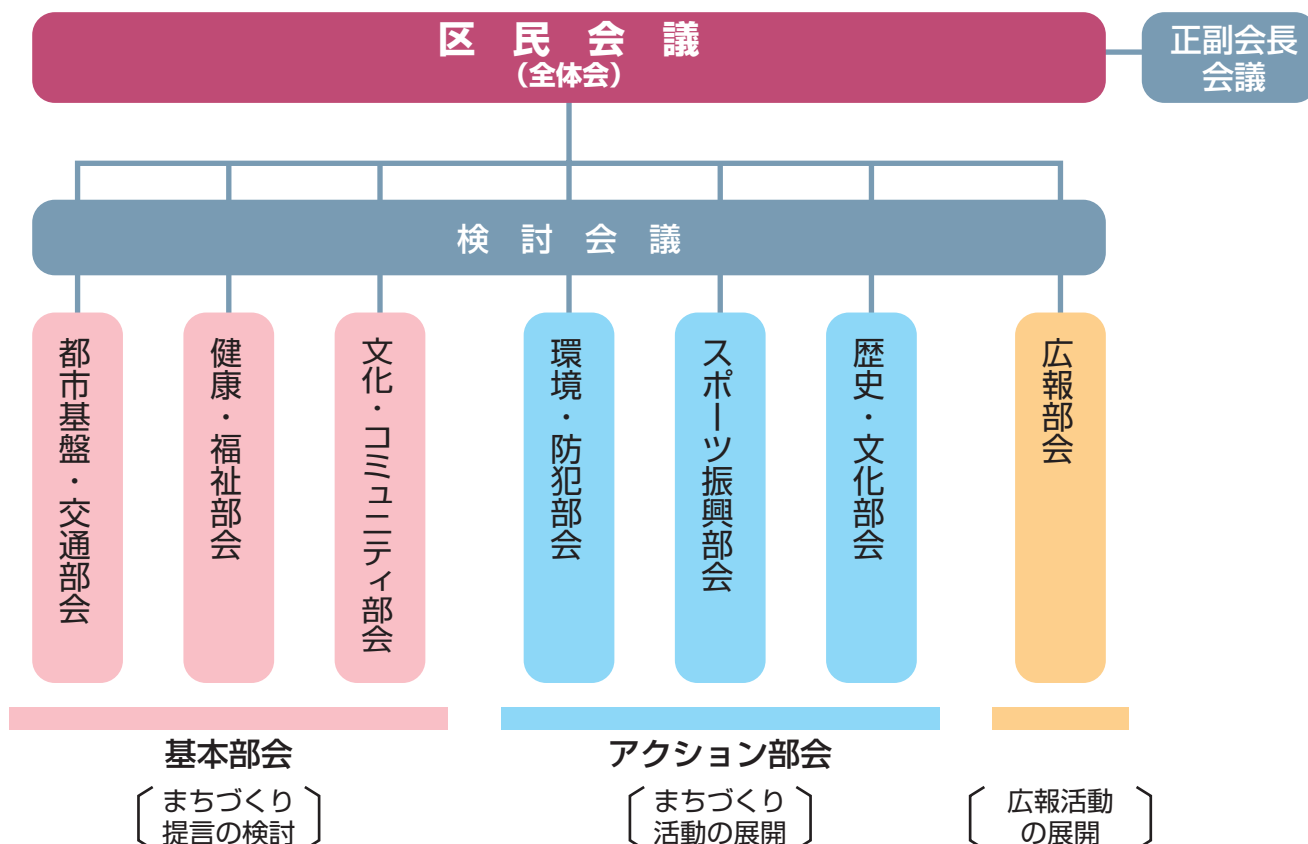 区民会議
（全体会）
正副会長
会議
検討会議
都市基盤・交通部会
健康・福祉部会
文化・コミュニティ部会
環境・防犯部会
スポーツ振興部会
歴史・文化部会
広報部会
基本部会
まちづくり
提言の検討
アクション部会
まちづくり
活動の展開
広報活動
の展開